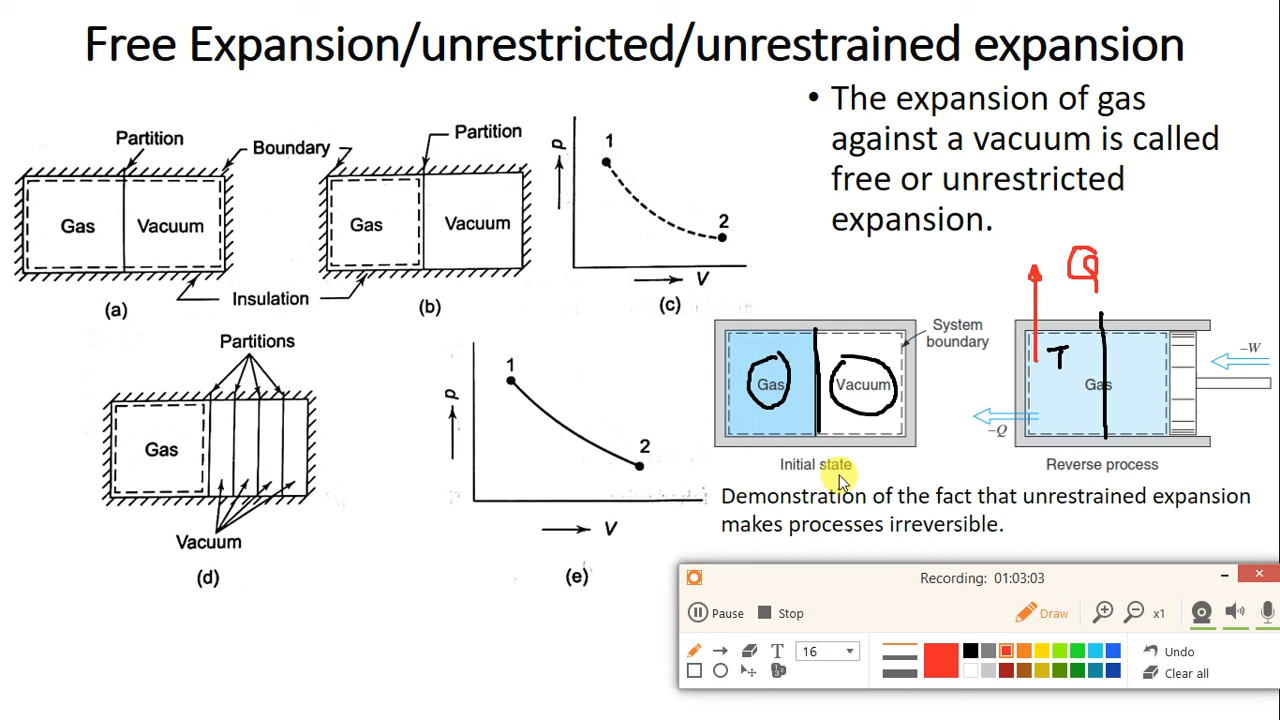 Free Expansion/unrestricted/unrestrained expansion
• The expansion of gas
against a vacuum is called
free or unrestricted
expansion.
Partition
Boundary
Partition
Gas
Vacuum
Gas
Vacuum
Insulation
(a)
(b)
p
1
2
V
(c)
Partitions
Gas
Vacuum
(d)
p
1
2
V
(e)
Q
System
boundary
Gas
Vacuum
T
Gas
–W
–Q
Initial state
Reverse process
Demonstration of the fact that unrestrained expansion
makes processes irreversible.
Recording: 01:03:03
Pause
Stop
Draw
x1
T
16
Undo
Clear all